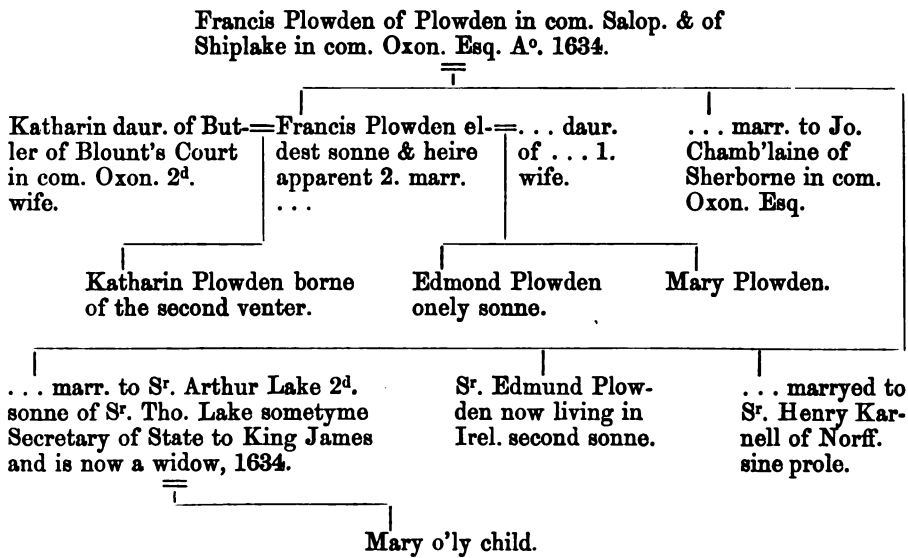 Francis Plowden of Plowden in com. Salop. & of
Shiplake in com. Oxon. Esq. Aº. 1634.
Katharin daur. of But-
ler of Blount's Court
in com. Oxon. 2ᵈ.
wife.
Francis Plowden el-
dest sonne & heire
apparent 2. marr.
. . .
. . . daur.
of . . . 1.
wife.
. . . marr. to Jo.
Chamb'laine of
Sherborne in com.
Oxon. Esq.
Katharin Plowden borne
of the second venter.
Edmond Plowden
onely sonne.
Mary Plowden.
. . . marr. to Sʳ. Arthur Lake 2ᵈ.
sonne of Sʳ. Tho. Lake sometyme
Secretary of State to King James
and is now a widow, 1634.
Sʳ. Edmund Plow-
den now living in
Irel. second sonne.
. . . marryed to
Sʳ. Henry Kar-
nell of Norff.
sine prole.
Mary o'ly child.